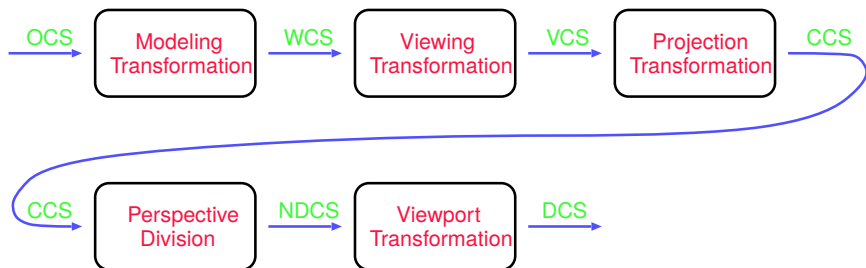 OCS
Modeling
Transformation
WCS
Viewing
Transformation
VCS
Projection
Transformation
CCS
CCS
Perspective
Division
NDCS
Viewport
Transformation
DCS